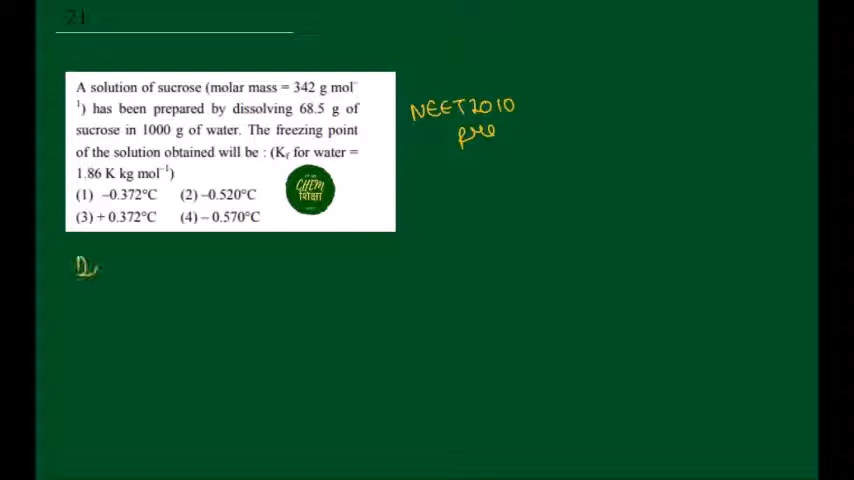 21
A solution of sucrose (molar mass = 342 g mol⁻
¹) has been prepared by dissolving 68.5 g of
sucrose in 1000 g of water. The freezing point
of the solution obtained will be : (Kf for water =
1.86 K kg mol⁻¹)
(1) –0.372°C (2) –0.520°C
(3) + 0.372°C (4) – 0.570°C
CHEM
शिक्षा
NEET2010
pre